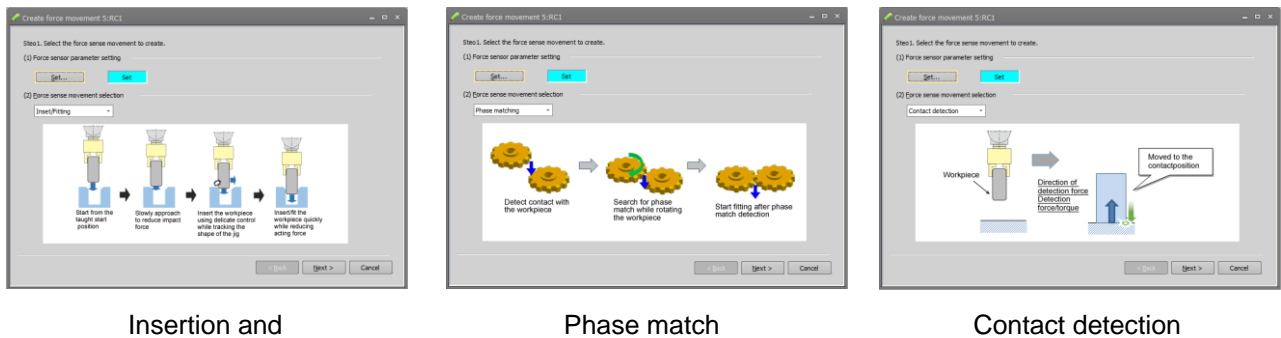 Create force movement 5:RC1
Step1. Select the force sense movement to create.
(1) Force sensor parameter setting
Set...
Set
(2) Force sense movement selection
Inset/Fitting
Start from the
taught start
position
Slowly approach
to reduce impact
force
Insert the workpiece
using delicate control
while tracking the
shape of the jig
Insert/fit the
workpiece quickly
while reducing
acting force
< Back
Next >
Cancel
Insertion and
Create force movement 5:RC1
Step1. Select the force sense movement to create.
(1) Force sensor parameter setting
Set...
Set
(2) Force sense movement selection
Phase matching
Detect contact with
the workpiece
Search for phase
match while rotating
the workpiece
Start fitting after phase
match detection
< Back
Next >
Cancel
Phase match
Create force movement 5:RC1
Step1. Select the force sense movement to create.
(1) Force sensor parameter setting
Set...
Set
(2) Force sense movement selection
Contact detection
Workpiece
Direction of
detection force
Detection
force/torque
Moved to the
contactposition
< Back
Next >
Cancel
Contact detection